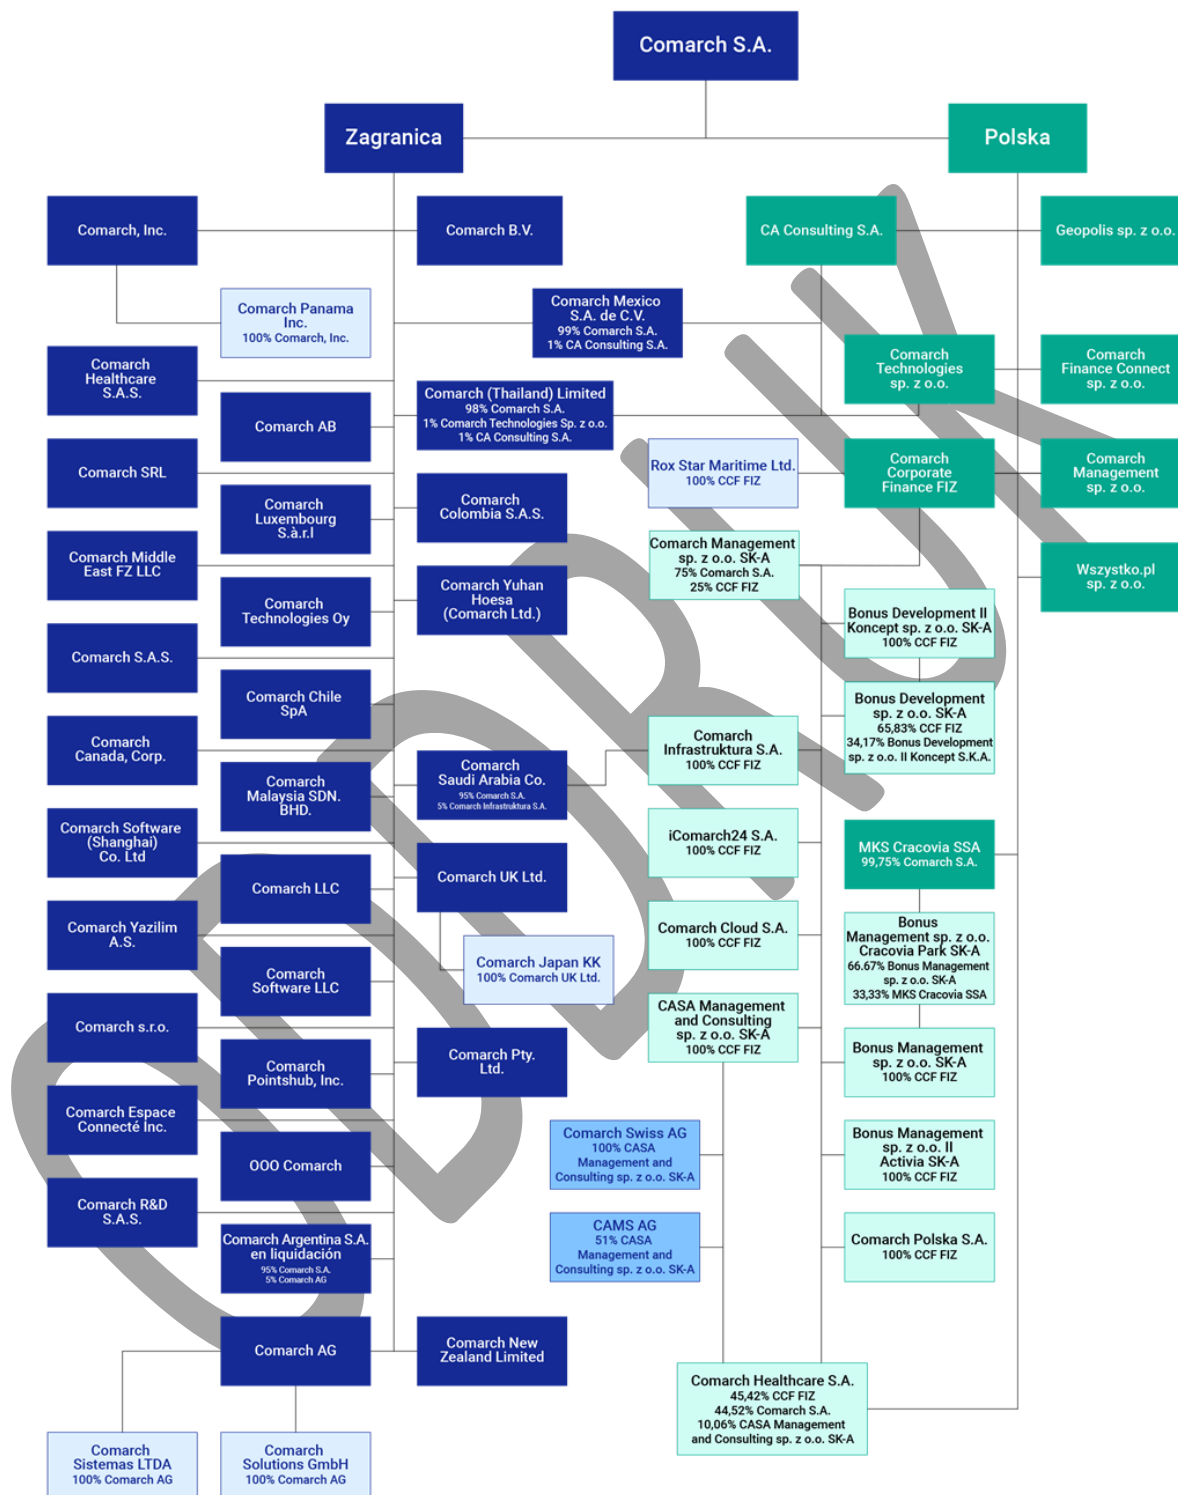 Comarch S.A.
Zagranica
Polska
Comarch, Inc.
Comarch B.V.
CA Consulting S.A.
Geopolis sp. z o.o.
Comarch Panama
Inc.
100% Comarch, Inc.
Comarch Mexico
S.A. de C.V.
99% Comarch S.A.
1% CA Consulting S.A.
Comarch
Healthcare
S.A.S.
Comarch
Technologies
sp. z o.o.
Comarch
Finance Connect
sp. z o.o.
Comarch AB
Comarch (Thailand) Limited
98% Comarch S.A.
1% Comarch Technologies Sp. z o.o.
1% CA Consulting S.A.
Comarch SRL
Rox Star Maritime Ltd.
100% CCF FIZ
Comarch
Corporate
Finance FIZ
Comarch
Management
sp. z o.o.
Comarch
Luxembourg
S.à.r.l
Comarch
Colombia S.A.S.
Comarch Middle
East FZ LLC
Comarch Management
sp. z o.o. SK-A
75% Comarch S.A.
25% CCF FIZ
Wszystko.pl
sp. z o.o.
Comarch
Technologies Oy
Comarch Yuhan
Hoesa
(Comarch Ltd.)
Bonus Development II
Koncept sp. z o.o. SK-A
100% CCF FIZ
Comarch S.A.S.
Comarch Chile
SpA
Bonus Development
sp. z o.o. SK-A
65,83% CCF FIZ
34,17% Bonus Development
sp. z o.o. II Koncept S.K.A.
Comarch
Canada, Corp.
Comarch
Infrastruktura S.A.
100% CCF FIZ
Comarch
Malaysia SDN.
BHD.
Comarch
Saudi Arabia Co.
95% Comarch S.A.
5% Comarch Infrastruktura S.A.
Comarch Software
(Shanghai)
Co. Ltd
iComarch24 S.A.
100% CCF FIZ
MKS Cracovia SSA
99,75% Comarch S.A.
Comarch LLC
Comarch UK Ltd.
Comarch Yazilim
A.S.
Comarch Cloud S.A.
100% CCF FIZ
Bonus
Management sp. z o.o.
Cracovia Park SK-A
66.67% Bonus Management
sp. z o.o. SK-A
33,33% MKS Cracovia SSA
Comarch
Software LLC
Comarch Japan KK
100% Comarch UK Ltd.
Comarch s.r.o.
CASA Management
and Consulting
sp. z o.o. SK-A
100% CCF FIZ
Comarch
Pointshub, Inc.
Comarch Pty.
Ltd.
Bonus Management
sp. z o.o. SK-A
100% CCF FIZ
Comarch Espace
Connecté Inc.
OOO Comarch
Comarch Swiss AG
100% CASA
Management and
Consulting sp. z o.o. SK-A
Bonus Management
sp. z o.o. II
Activia SK-A
100% CCF FIZ
Comarch R&D
S.A.S.
Comarch Argentina S.A.
en liquidación
95% Comarch S.A.
5% Comarch AG
CAMS AG
51% CASA
Management and
Consulting sp. z o.o. SK-A
Comarch Polska S.A.
100% CCF FIZ
Comarch AG
Comarch New
Zealand Limited
Comarch Healthcare S.A.
45,42% CCF FIZ
44,52% Comarch S.A.
10,06% CASA Management
and Consulting sp. z o.o. SK-A
Comarch
Sistemas LTDA
100% Comarch AG
Comarch
Solutions GmbH
100% Comarch AG